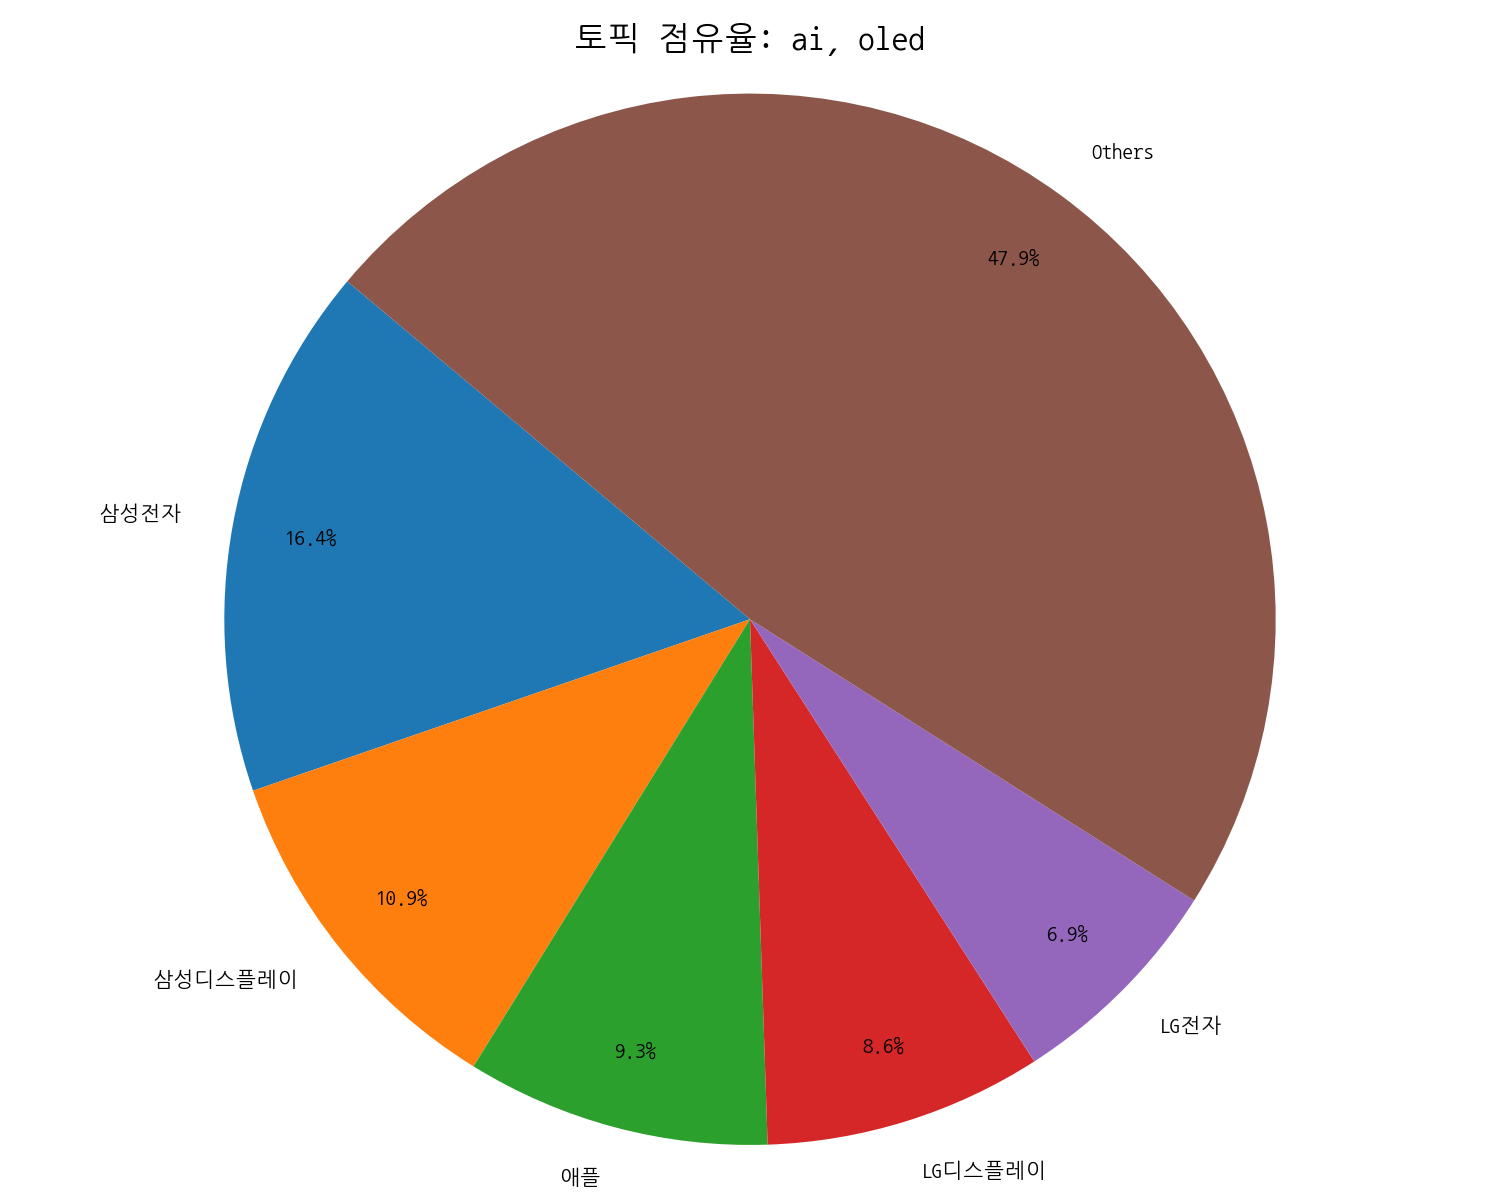 토픽 점유율: ai, oled
Others
47.9%
삼성전자
16.4%
10.9%
삼성디스플레이
9.3%
애플
8.6%
LG디스플레이
6.9%
LG전자